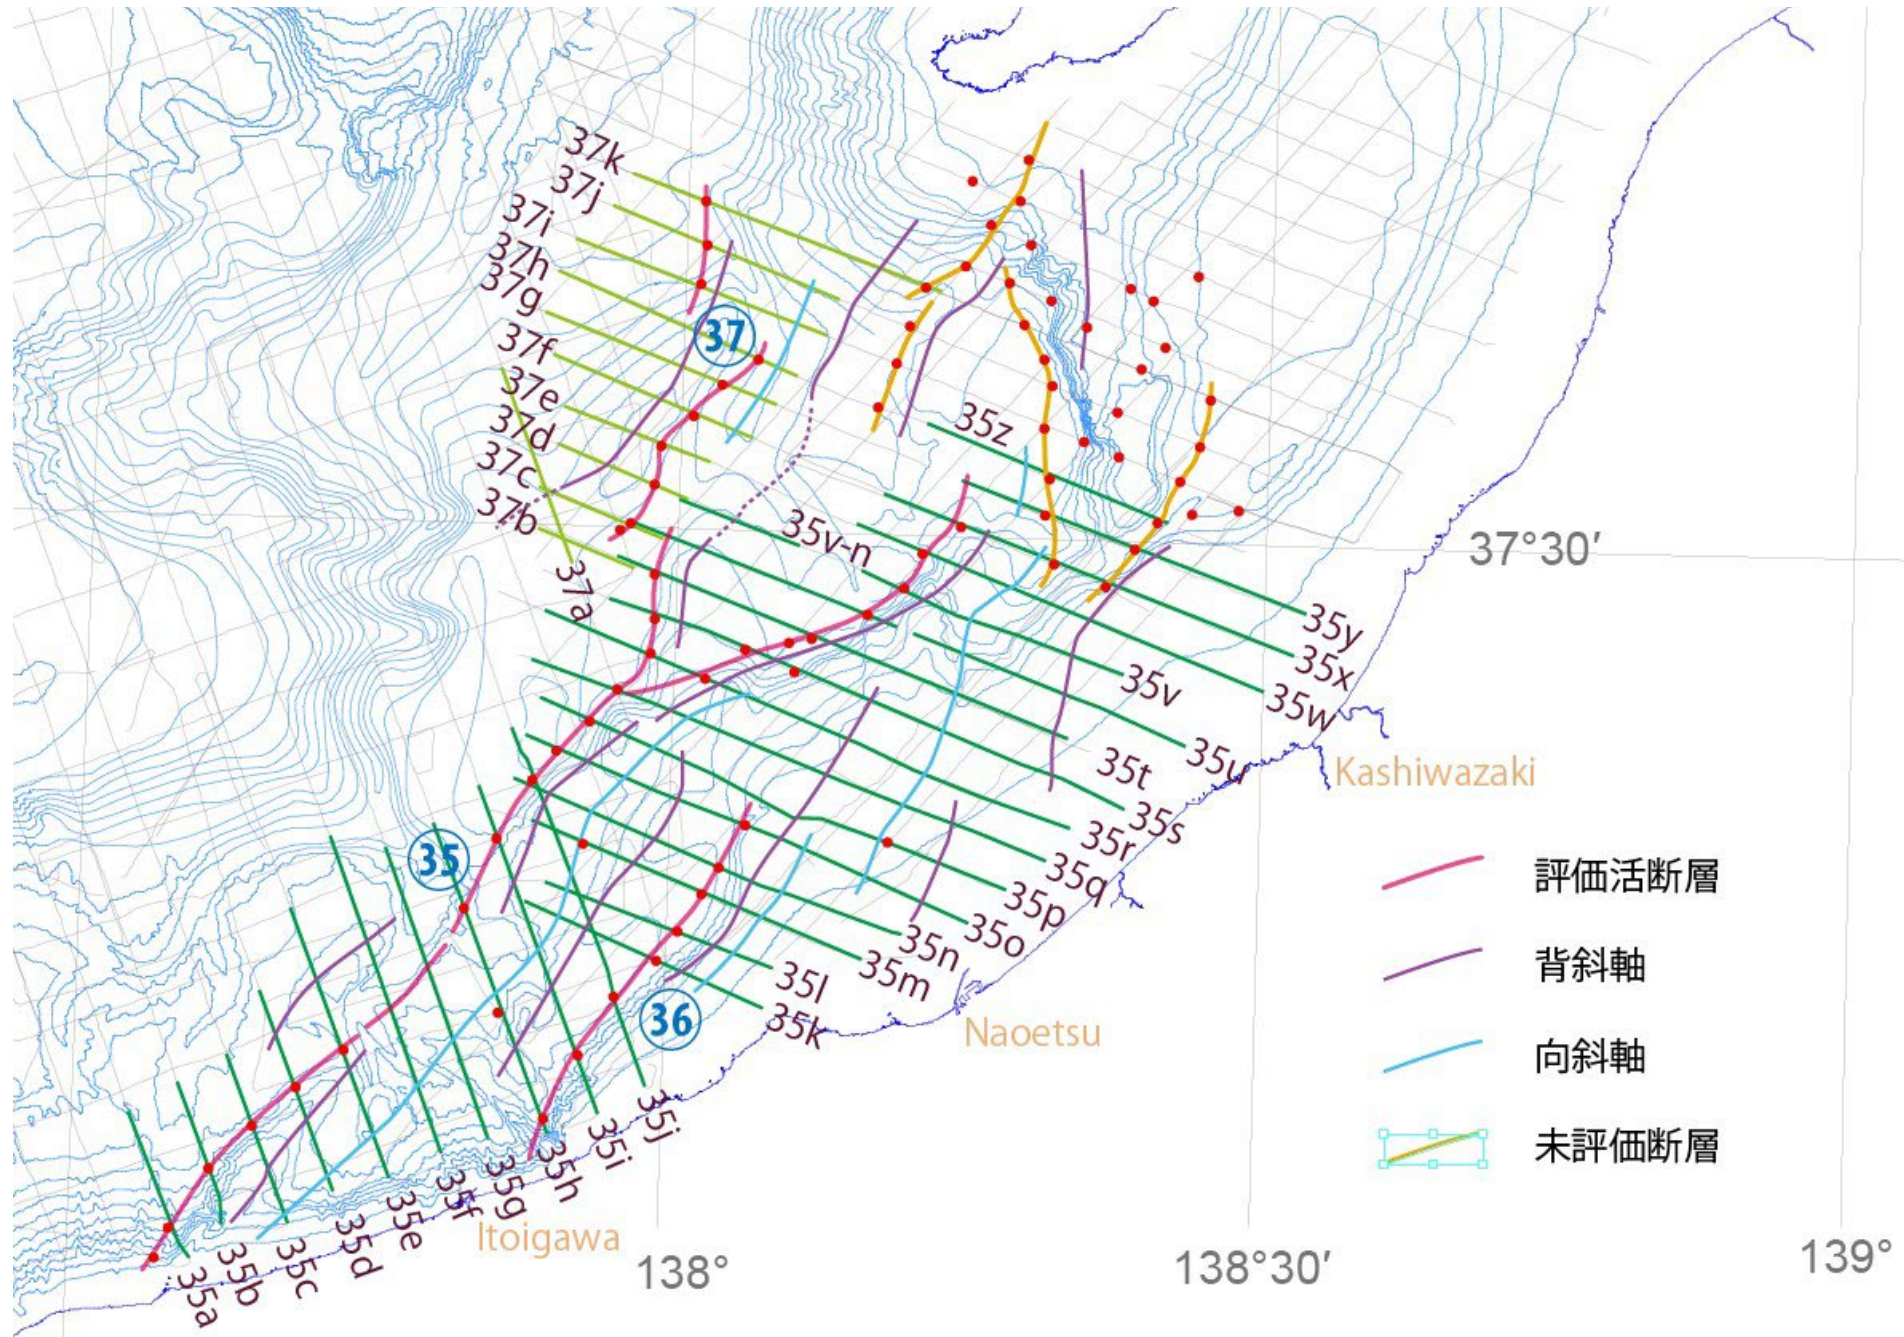 37k
37j
37i
37h
37g
37f
37e
37d
37c
37b
37a
37
35z
35v-n
37°30′
35y
35x
35w
35v
35u
35t
35s
35r
35q
35p
35o
35n
35m
35l
35k
35j
35i
35h
35g
35f
35e
35d
35c
35b
35a
35
36
Kashiwazaki
Naoetsu
Itoigawa
評価活断層
背斜軸
向斜軸
未評価断層
138°
138°30′
139°